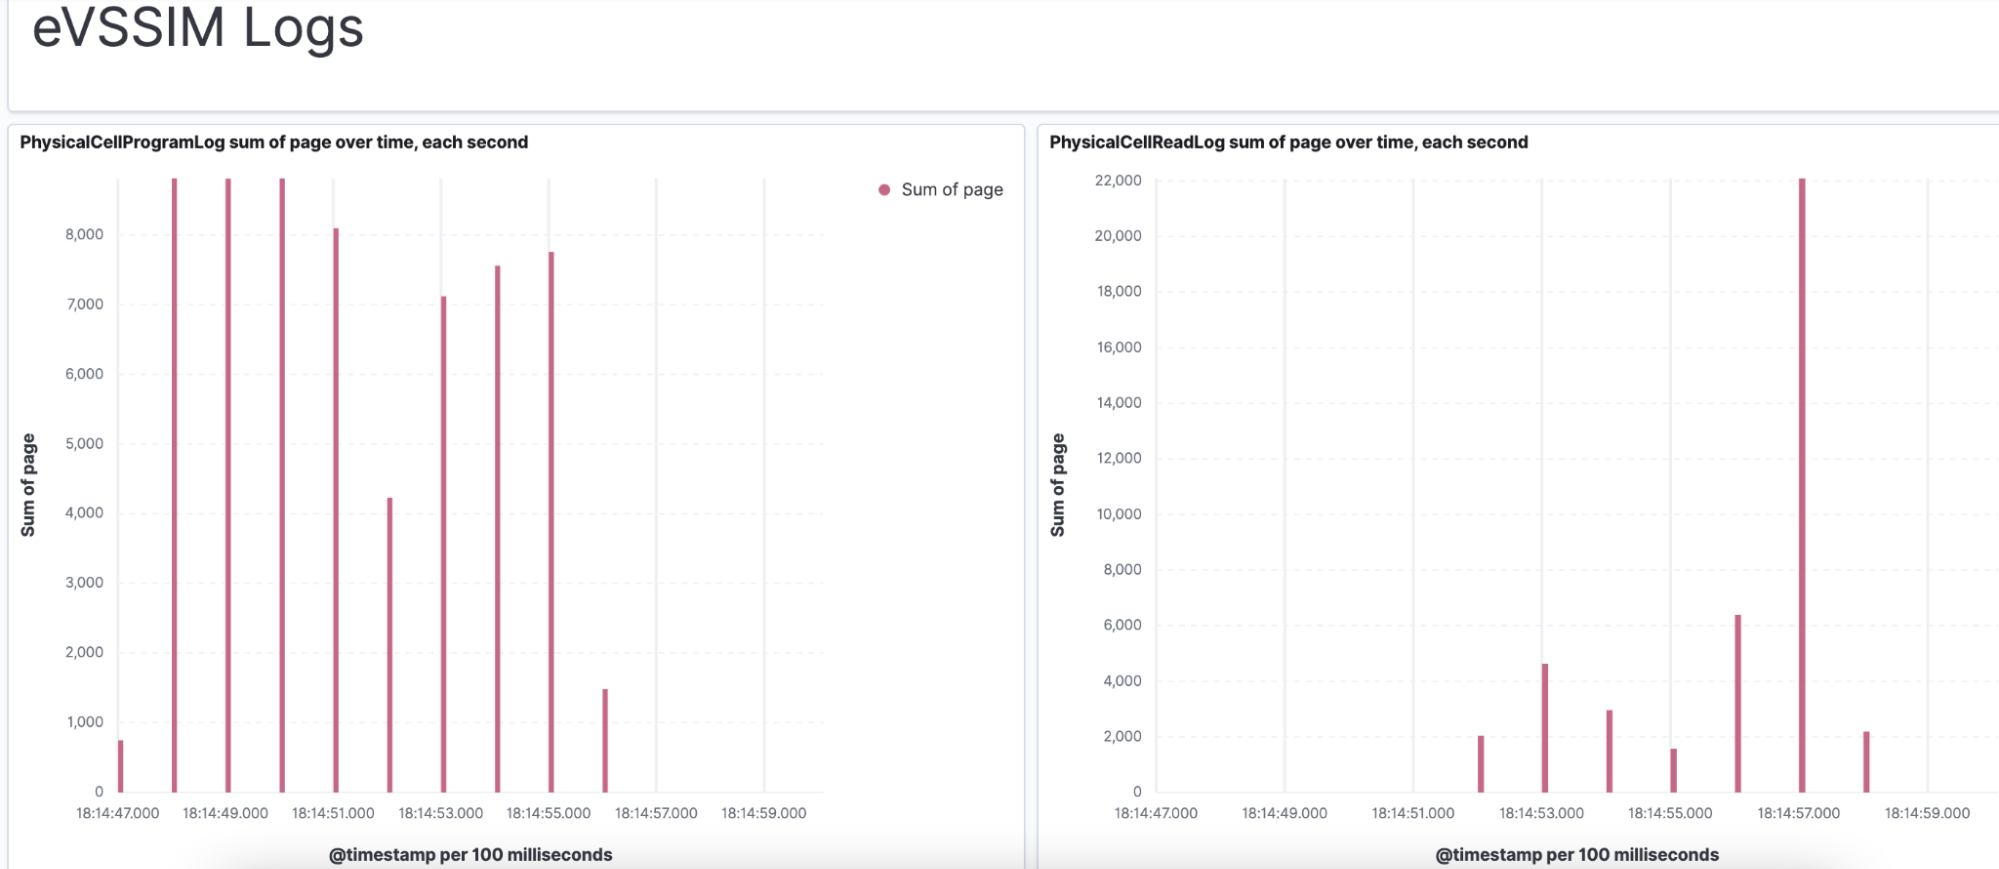 eVSSIM Logs
PhysicalCellProgramLog sum of page over time, each second
Sum of page
8,000
7,000
6,000
5,000
4,000
3,000
2,000
1,000
0
Sum of page
18:14:47.000 18:14:49.000 18:14:51.000 18:14:53.000 18:14:55.000 18:14:57.000 18:14:59.000
@timestamp per 100 milliseconds
PhysicalCellReadLog sum of page over time, each second
22,000
20,000
18,000
16,000
14,000
12,000
10,000
8,000
6,000
4,000
2,000
0
Sum of page
18:14:47.000 18:14:49.000 18:14:51.000 18:14:53.000 18:14:55.000 18:14:57.000 18:14:59.000
@timestamp per 100 milliseconds